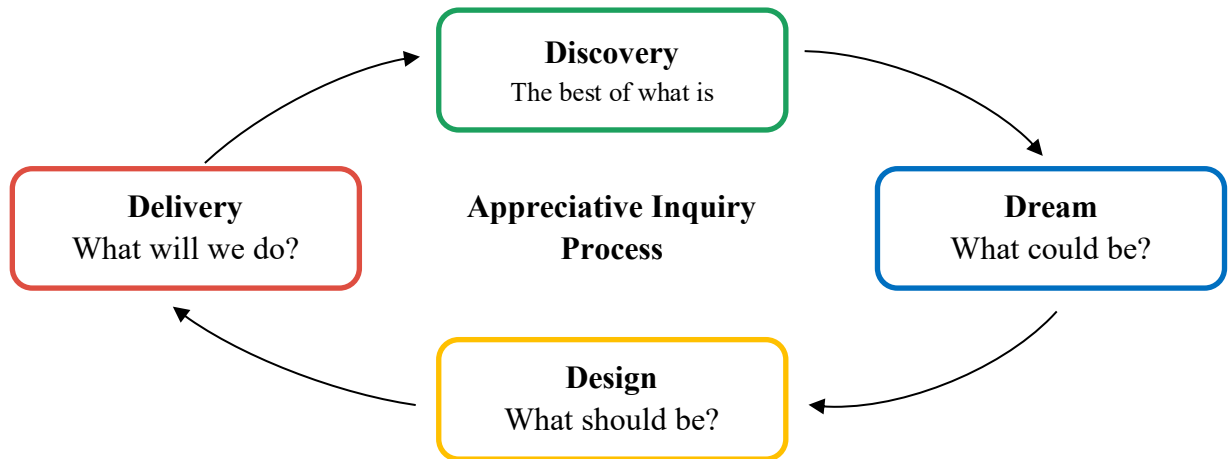 Discovery
The best of what is
Delivery
What will we do?
Appreciative Inquiry
Process
Dream
What could be?
Design
What should be?